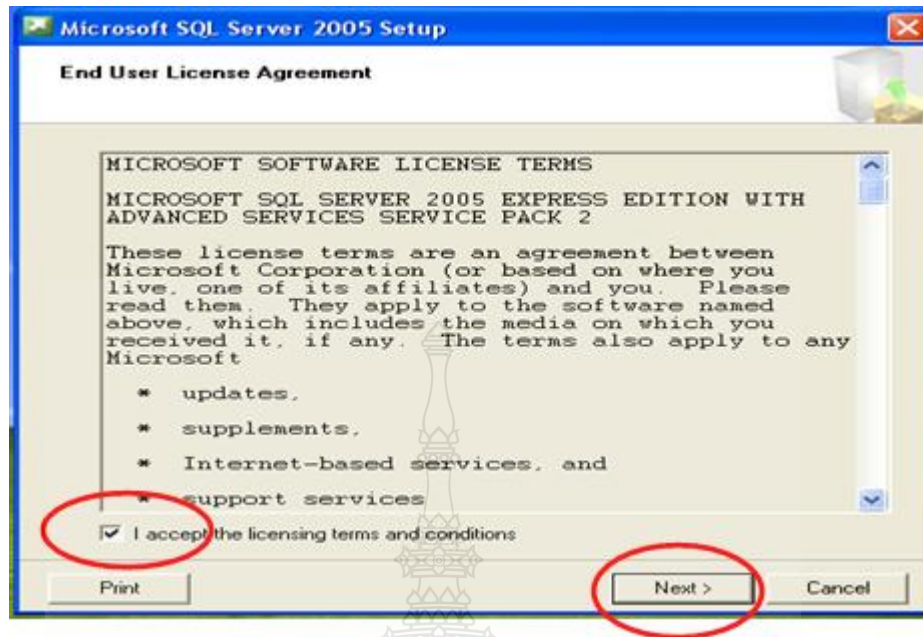 Microsoft SQL Server 2005 Setup
End User License Agreement
MICROSOFT SOFTWARE LICENSE TERMS
MICROSOFT SQL SERVER 2005 EXPRESS EDITION WITH
ADVANCED SERVICES SERVICE PACK 2
These license terms are an agreement between
Microsoft Corporation (or based on where you
live, one of its affiliates) and you. Please
read them. They apply to the software named
above, which includes the media on which you
received it, if any. The terms also apply to any
Microsoft
* updates,
* supplements,
* Internet-based services, and
* support services
I accept the licensing terms and conditions
Print Next > Cancel